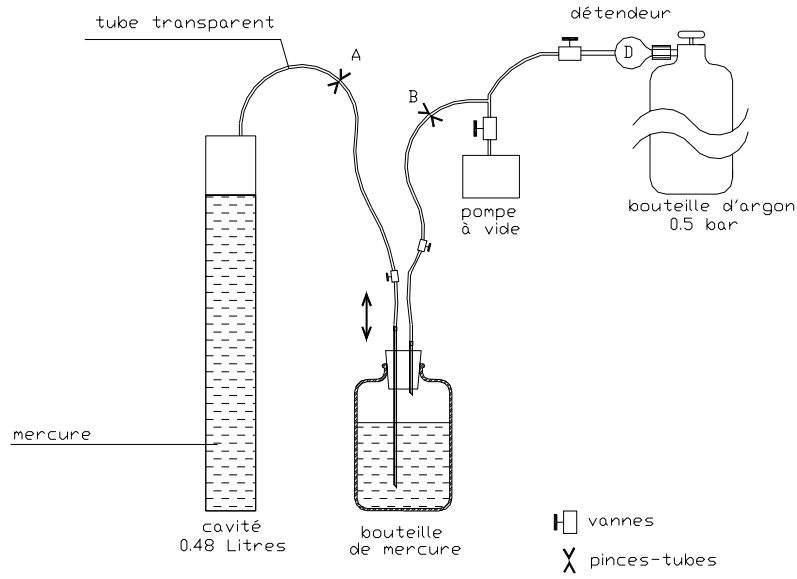 tube transparent
détendeur
A
B
D
pompe
à vide
bouteille d'argon
0.5 bar
mercure
cavité
0.48 Litres
bouteille
de mercure
vannes
pinces-tubes